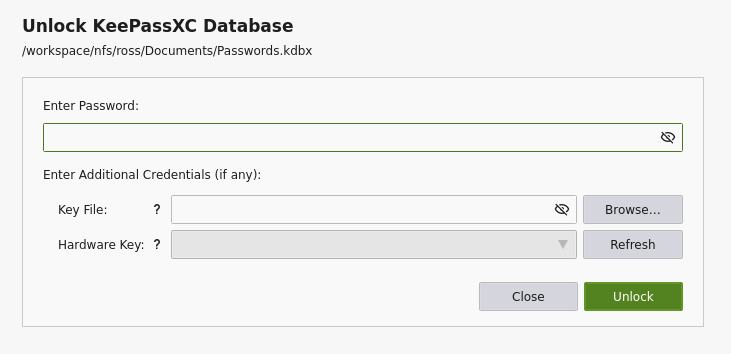 Unlock KeePassXC Database
/workspace/nfs/ross/Documents/Passwords.kdbx
Enter Password:
Enter Additional Credentials (if any):
Key File: ? Browse...
Hardware Key: ? Refresh
Close Unlock